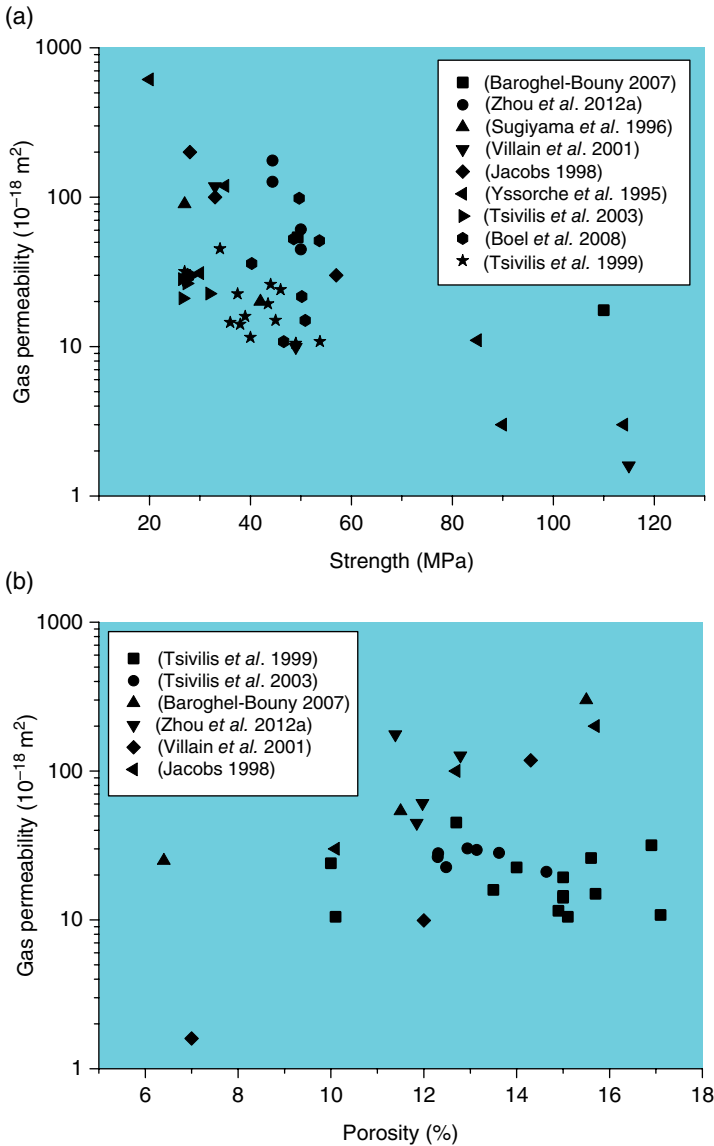 (a)
1000
100
10
1
Gas permeability (10⁻¹⁸ m²)
(Baroghel-Bouny 2007)
(Zhou et al. 2012a)
(Sugiyama et al. 1996)
(Villain et al. 2001)
(Jacobs 1998)
(Yssorche et al. 1995)
(Tsivilis et al. 2003)
(Boel et al. 2008)
(Tsivilis et al. 1999)
20 40 60 80 100 120
Strength (MPa)
(b)
1000
100
10
1
Gas permeability (10⁻¹⁸ m²)
(Tsivilis et al. 1999)
(Tsivilis et al. 2003)
(Baroghel-Bouny 2007)
(Zhou et al. 2012a)
(Villain et al. 2001)
(Jacobs 1998)
6 8 10 12 14 16 18
Porosity (%)